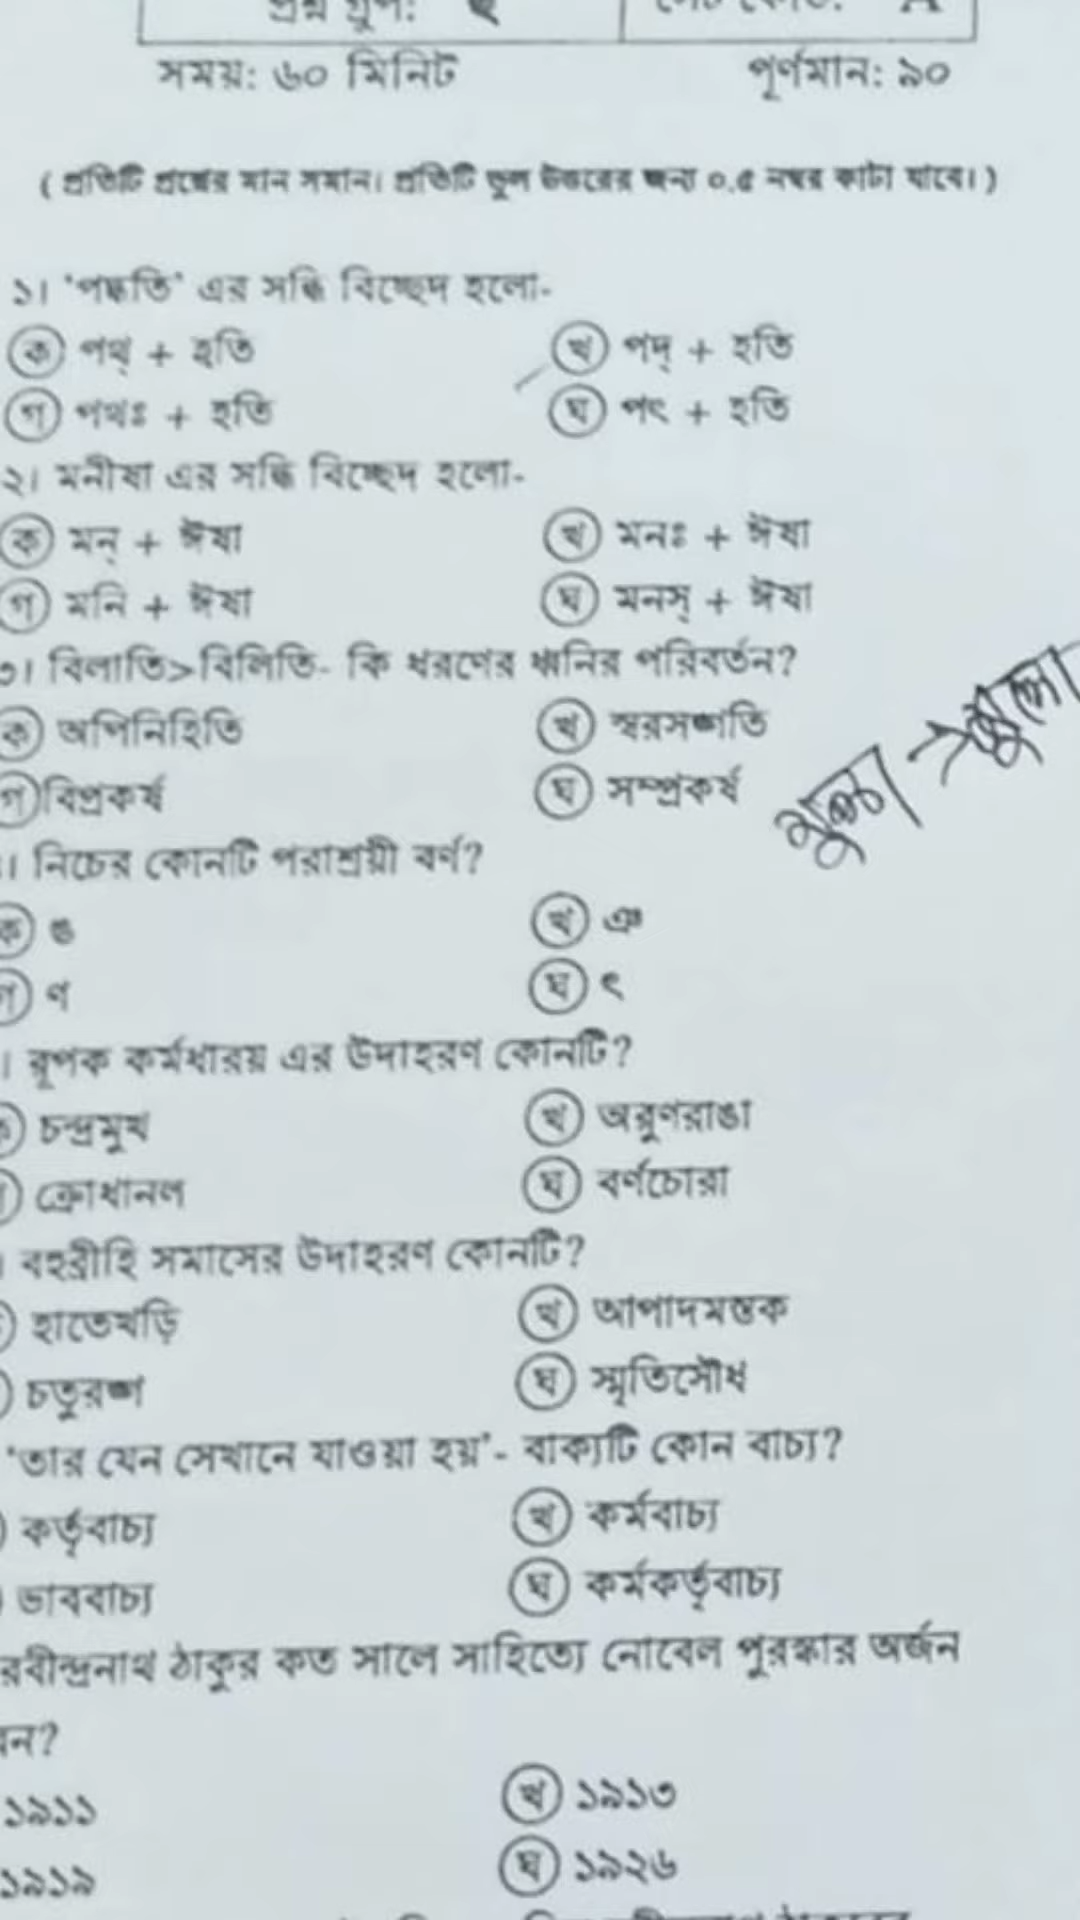 প্রশ্ন গ্রুপ: ২ সেট কোড: A
সময়: ৬০ মিনিট পূর্ণমান: ৯০
( প্রতিটি প্রশ্নের মান সমান। প্রতিটি ভুল উত্তরের জন্য ০.৫ নম্বর কাটা যাবে। )
১। 'পদ্ধতি' এর সন্ধি বিচ্ছেদ হলো-
ক পথ্ + হতি খ পদ্ + হতি
গ পথঃ + হতি ঘ পৎ + হতি
২। মনীষা এর সন্ধি বিচ্ছেদ হলো-
ক মন্ + ঈষা খ মনঃ + ঈষা
গ মনি + ঈষা ঘ মনস্ + ঈষা
৩। বিলাতি>বিলিতি- কি ধরণের ধ্বনির পরিবর্তন?
ক অপিনিহিতি খ স্বরসঙ্গতি
গ বিপ্রকর্ষ ঘ সম্প্রকর্ষ
। নিচের কোনটি পরাশ্রয়ী বর্ণ?
ক ঙ খ ঞ
গ ণ ঘ ৎ
। রূপক কর্মধারয় এর উদাহরণ কোনটি?
চন্দ্রমুখ খ অরুণরাঙা
ক্রোধানল ঘ বর্ণচোরা
। বহুব্রীহি সমাসের উদাহরণ কোনটি?
হাতেখড়ি খ আপাদমস্তক
চতুরঙ্গ ঘ স্মৃতিসৌধ
'তার যেন সেখানে যাওয়া হয়'- বাক্যটি কোন বাচ্য?
কর্তৃবাচ্য খ কর্মবাচ্য
ভাববাচ্য ঘ কর্মকর্তৃবাচ্য
রবীন্দ্রনাথ ঠাকুর কত সালে সাহিত্যে নোবেল পুরস্কার অর্জন
ন?
১৯১১ খ ১৯১৩
১৯১৯ ঘ ১৯২৬